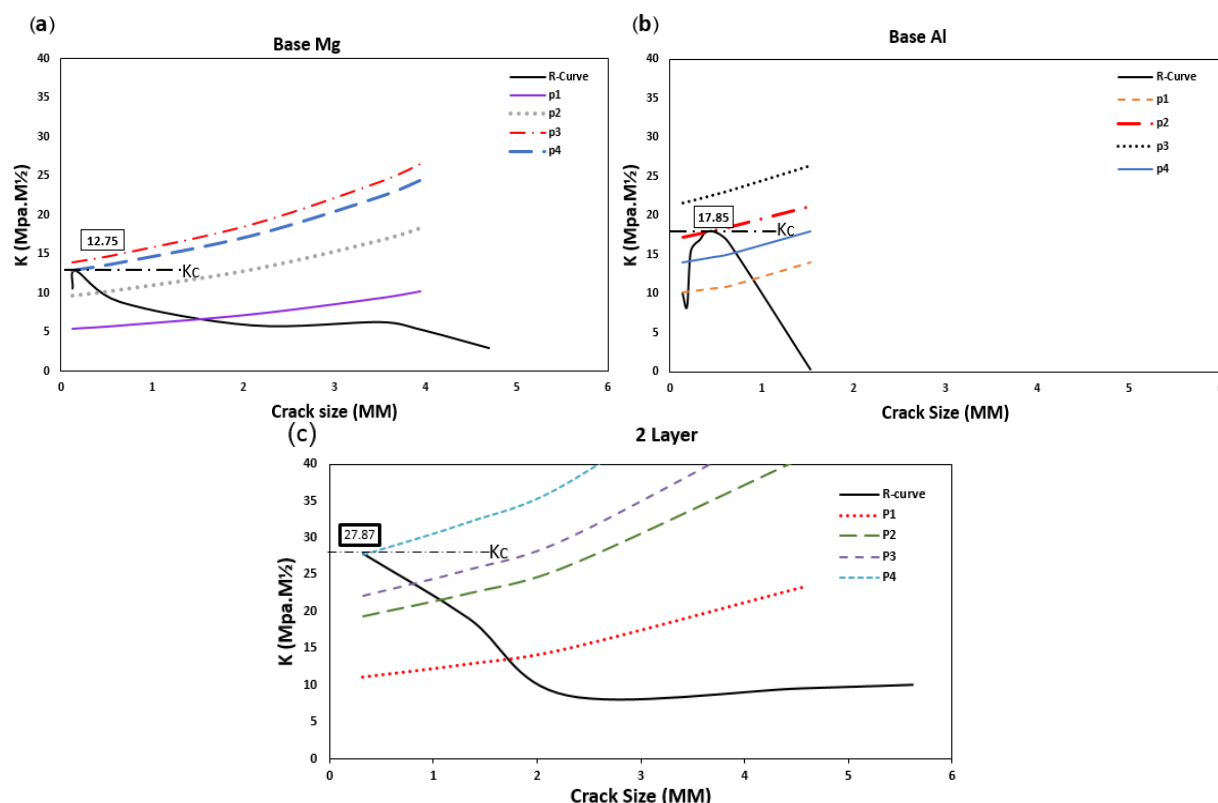 (a)
Base Mg
K (Mpa.M½)
40
35
30
25
20
15
10
5
0
R-Curve
p1
p2
p3
p4
12.75
Kc
0 1 2 3 4 5 6
Crack size (MM)
(b)
Base Al
K (Mpa.M½)
40
35
30
25
20
15
10
5
0
R-Curve
p1
p2
p3
p4
17.85
Kc
0 1 2 3 4 5 6
Crack Size (MM)
(c)
2 Layer
K (Mpa.M½)
40
35
30
25
20
15
10
5
0
R-curve
P1
P2
P3
P4
27.87
Kc
0 1 2 3 4 5 6
Crack Size (MM)